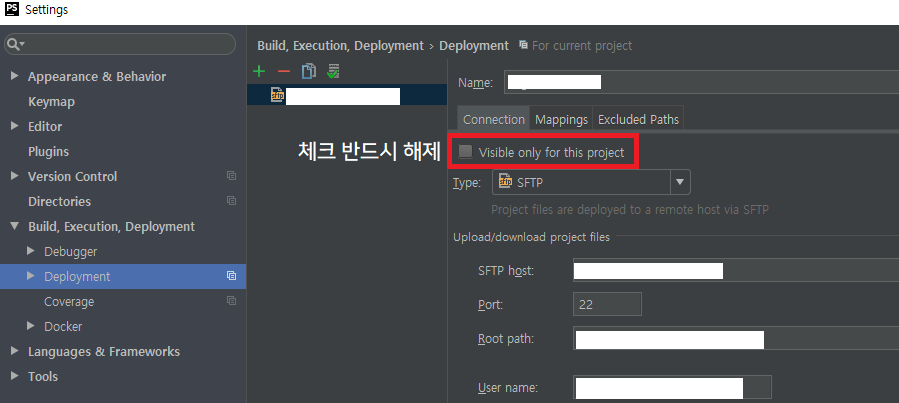 PS Settings
Build, Execution, Deployment › Deployment For current project
Appearance & Behavior
Keymap
Editor
Plugins
Version Control
Directories
Build, Execution, Deployment
Debugger
Deployment
Coverage
Docker
Languages & Frameworks
Tools
SFTP
체크 반드시 해제
Name:
Connection Mappings Excluded Paths
Visible only for this project
Type: SFTP
Project files are deployed to a remote host via SFTP
Upload/download project files
SFTP host:
Port: 22
Root path:
User name: